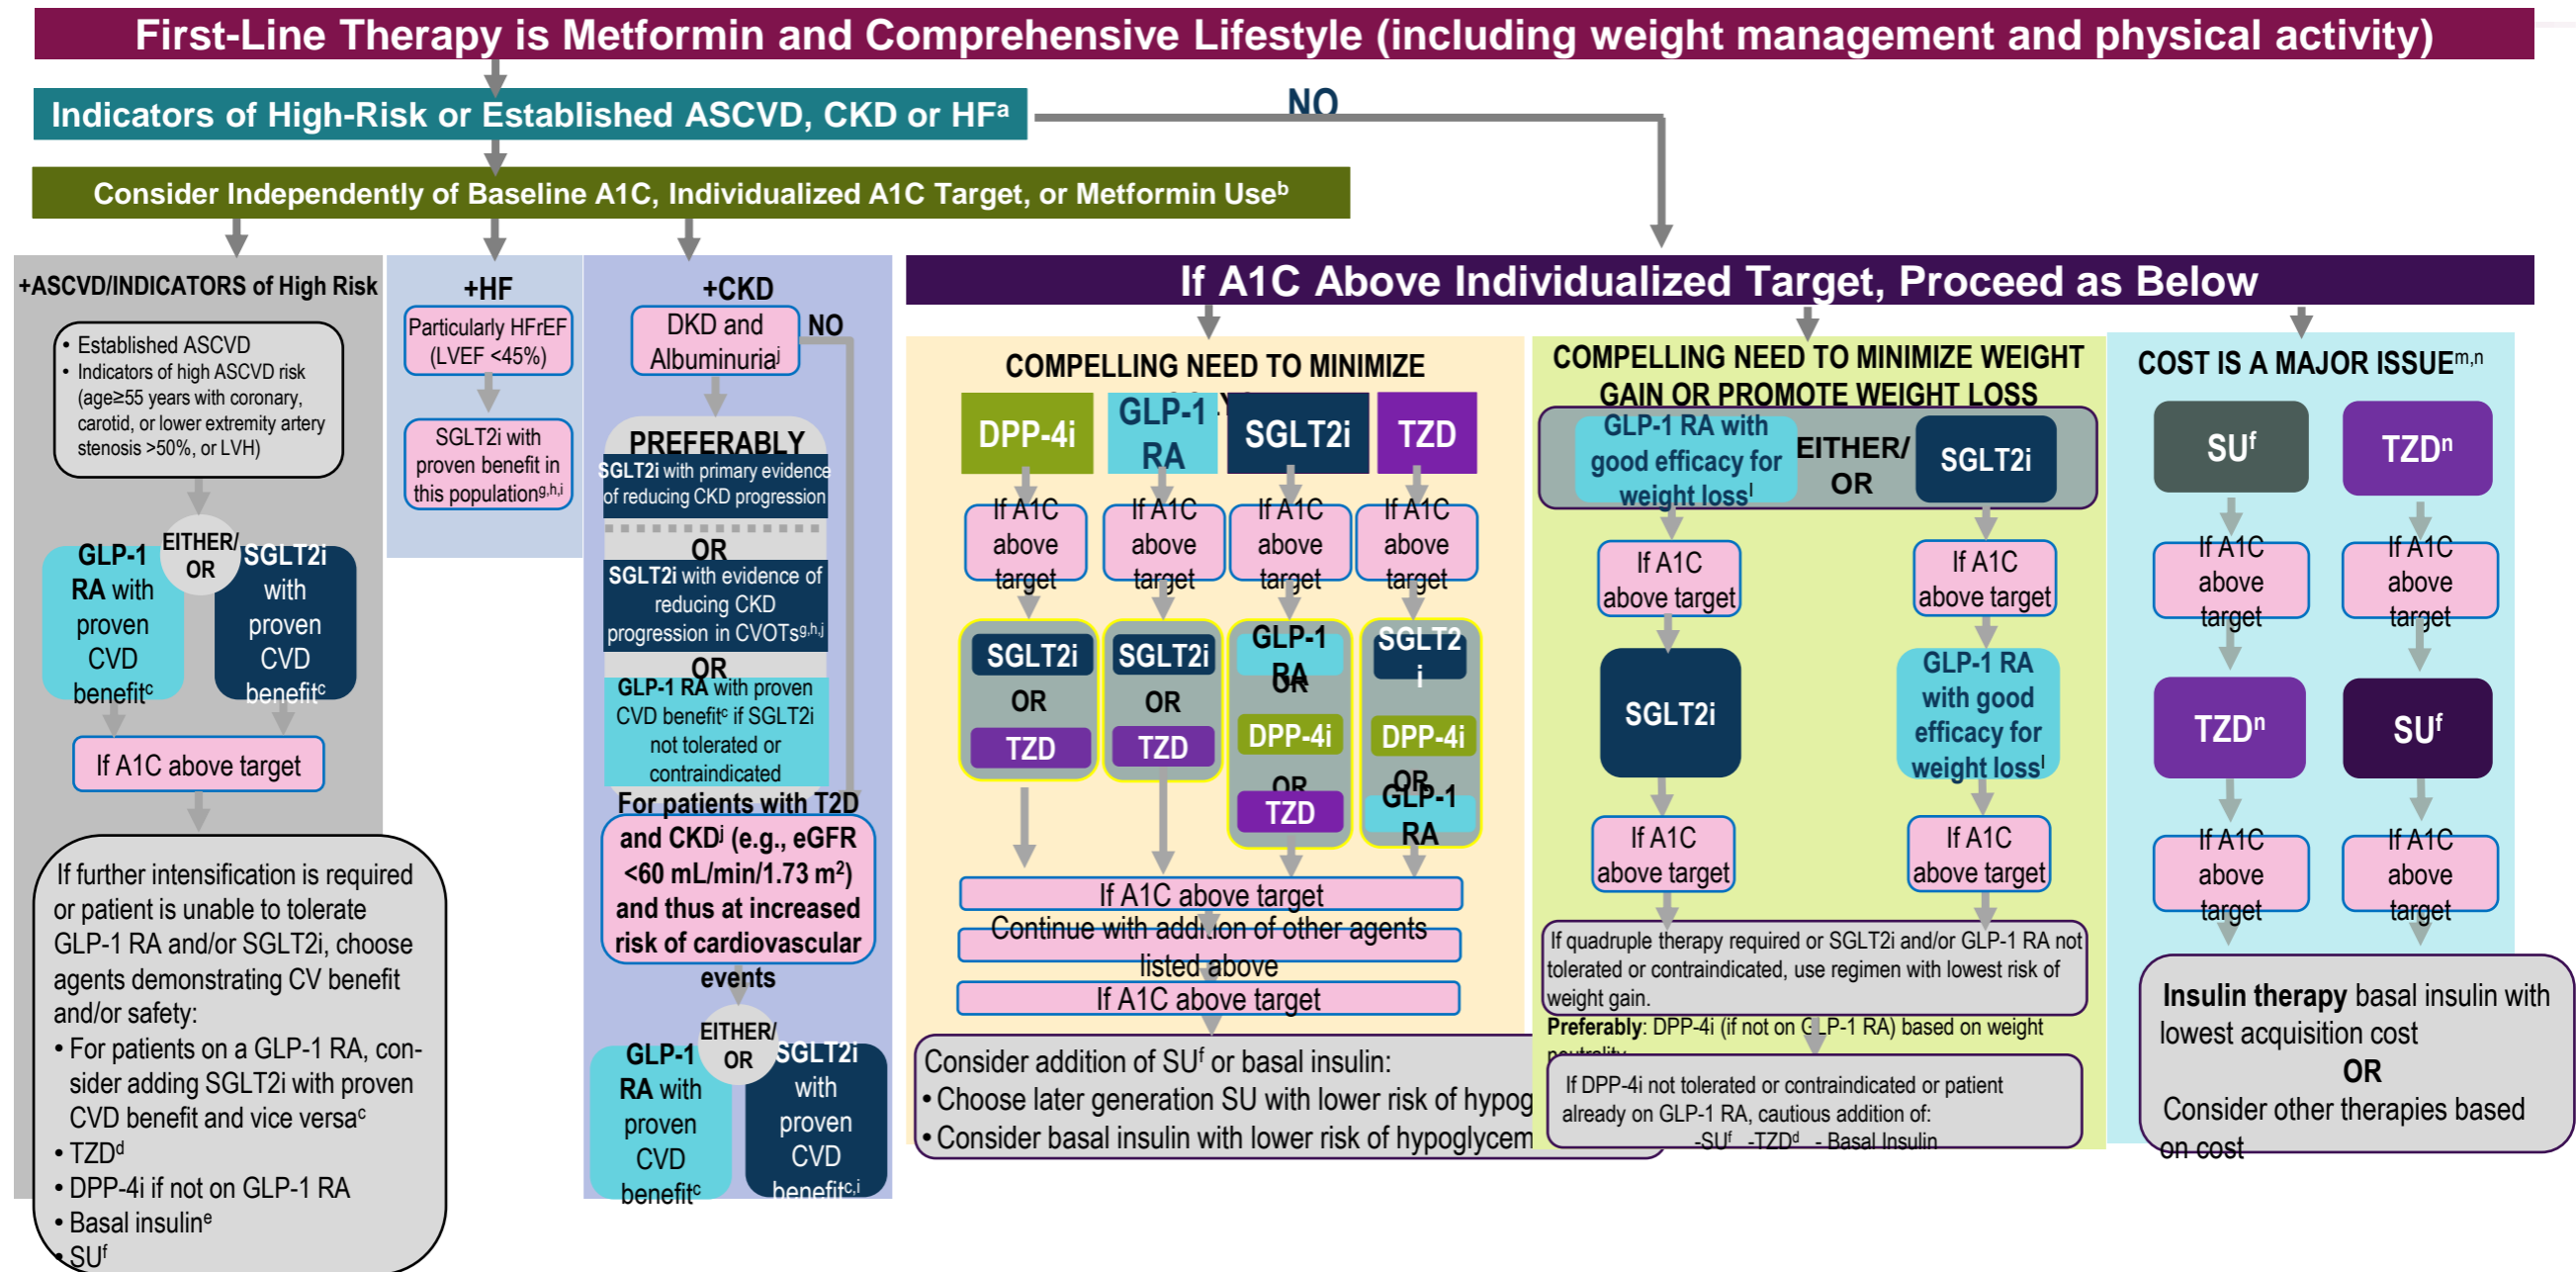 First-Line Therapy is Metformin and Comprehensive Lifestyle (including weight management and physical activity)
Indicators of High-Risk or Established ASCVD, CKD or HFa
NO
Consider Independently of Baseline A1C, Individualized A1C Target, or Metformin Useb
+ASCVD/INDICATORS of High Risk
• Established ASCVD
• Indicators of high ASCVD risk
(age≥55 years with coronary,
carotid, or lower extremity artery
stenosis >50%, or LVH)
GLP-1
RA with
proven
CVD
benefitc
EITHER/
OR
SGLT2i
with
proven
CVD
benefitc
If A1C above target
If further intensification is required
or patient is unable to tolerate
GLP-1 RA and/or SGLT2i, choose
agents demonstrating CV benefit
and/or safety:
• For patients on a GLP-1 RA, con-
sider adding SGLT2i with proven
CVD benefit and vice versac
• TZDd
• DPP-4i if not on GLP-1 RA
• Basal insuline
• SUf
+HF
Particularly HFrEF
(LVEF <45%)
SGLT2i with
proven benefit in
this populationg,h,i
+CKD
DKD and
Albuminuriaj
NO
PREFERABLY
SGLT2i with primary evidence
of reducing CKD progression
OR
SGLT2i with evidence of
reducing CKD
progression in CVOTsg,h,j
OR
GLP-1 RA with proven
CVD benefitc if SGLT2i
not tolerated or
contraindicated
For patients with T2D
and CKDj (e.g., eGFR
<60 mL/min/1.73 m2)
and thus at increased
risk of cardiovascular
events
GLP-1
RA with
proven
CVD
benefitc
EITHER/
OR
SGLT2i
with
proven
CVD
benefitc,i
If A1C Above Individualized Target, Proceed as Below
COMPELLING NEED TO MINIMIZE
DPP-4i
GLP-1
RA
SGLT2i
TZD
If A1C
above
target
If A1C
above
target
If A1C
above
target
If A1C
above
target
SGLT2i
OR
TZD
SGLT2i
OR
TZD
GLP-1
RA
OR
DPP-4i
OR
TZD
SGLT2
i
DPP-4i
OR
GLP-1
RA
If A1C above target
Continue with addition of other agents
listed above
If A1C above target
Consider addition of SUf or basal insulin:
• Choose later generation SU with lower risk of hypog
• Consider basal insulin with lower risk of hypoglycem
COMPELLING NEED TO MINIMIZE WEIGHT
GAIN OR PROMOTE WEIGHT LOSS
GLP-1 RA with
good efficacy for
weight lossl
EITHER/
OR
SGLT2i
If A1C
above target
If A1C
above target
SGLT2i
GLP-1 RA
with good
efficacy for
weight lossl
If A1C
above target
If A1C
above target
If quadruple therapy required or SGLT2i and/or GLP-1 RA not
tolerated or contraindicated, use regimen with lowest risk of
weight gain.
Preferably: DPP-4i (if not on GLP-1 RA) based on weight
neutrality
If DPP-4i not tolerated or contraindicated or patient
already on GLP-1 RA, cautious addition of:
-SUf -TZDd - Basal Insulin
COST IS A MAJOR ISSUEm,n
SUf
TZDn
If A1C
above
target
If A1C
above
target
TZDn
SUf
If A1C
above
target
If A1C
above
target
Insulin therapy basal insulin with
lowest acquisition cost
OR
Consider other therapies based
on cost